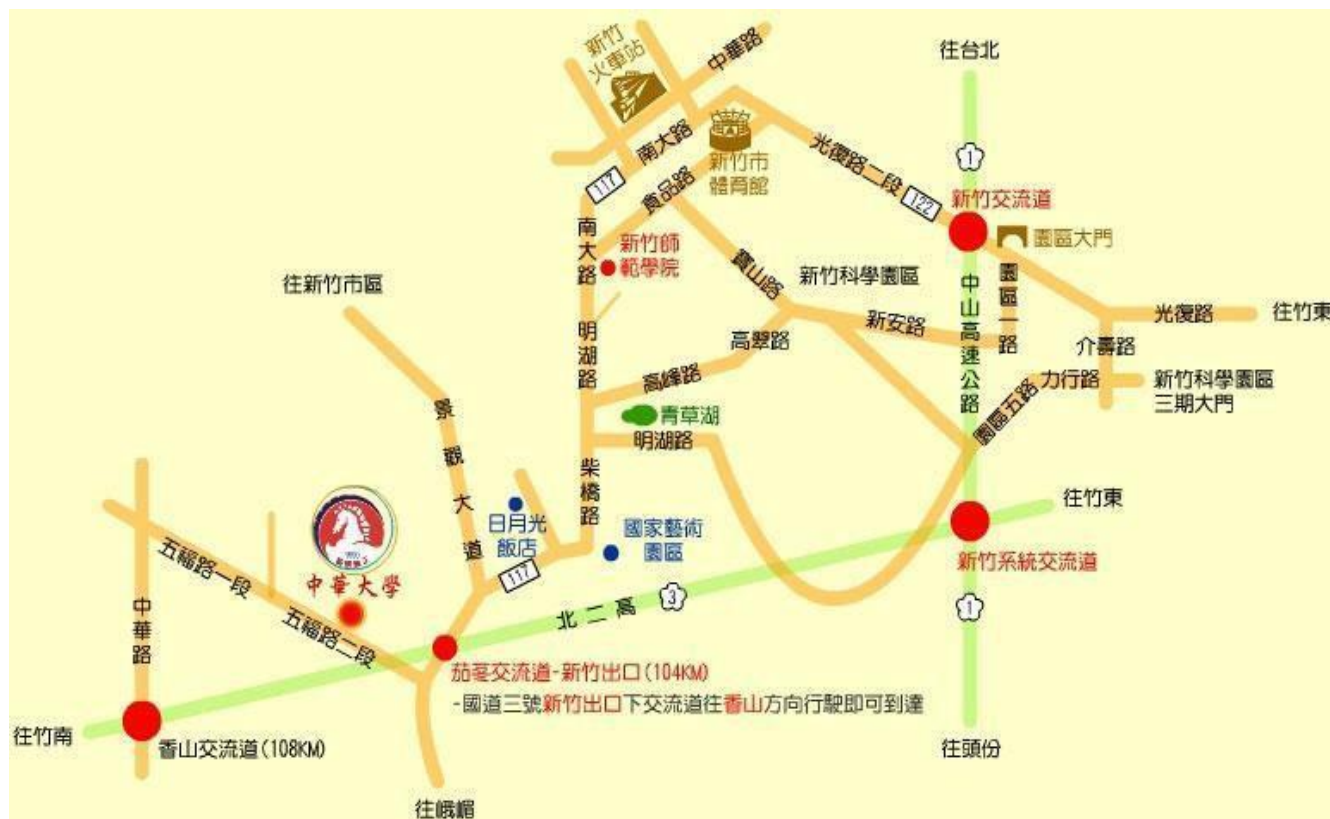 新竹
火車站
中華路
往台北
南大路
新竹市
體育館
光復路二段
1
117
食品路
122
新竹交流道
南大路
新竹師
範學院
園區大門
寶山路
新竹科學園區
園區一路
往新竹市區
中山高速公路
新安路
光復路
往竹東
明湖路
高翠路
介壽路
高峰路
力行路
新竹科學園區
三期大門
園區五路
景觀大道
青草湖
明湖路
柴橋路
往竹東
日月光
飯店
國家藝術
園區
五福路一段
新竹系統交流道
中華大學
117
3
北二高
1
中華路
五福路二段
茄苳交流道-新竹出口(104KM)
-國道三號新竹出口下交流道往香山方向行駛即可到達
往竹南
香山交流道(108KM)
往頭份
往峨嵋